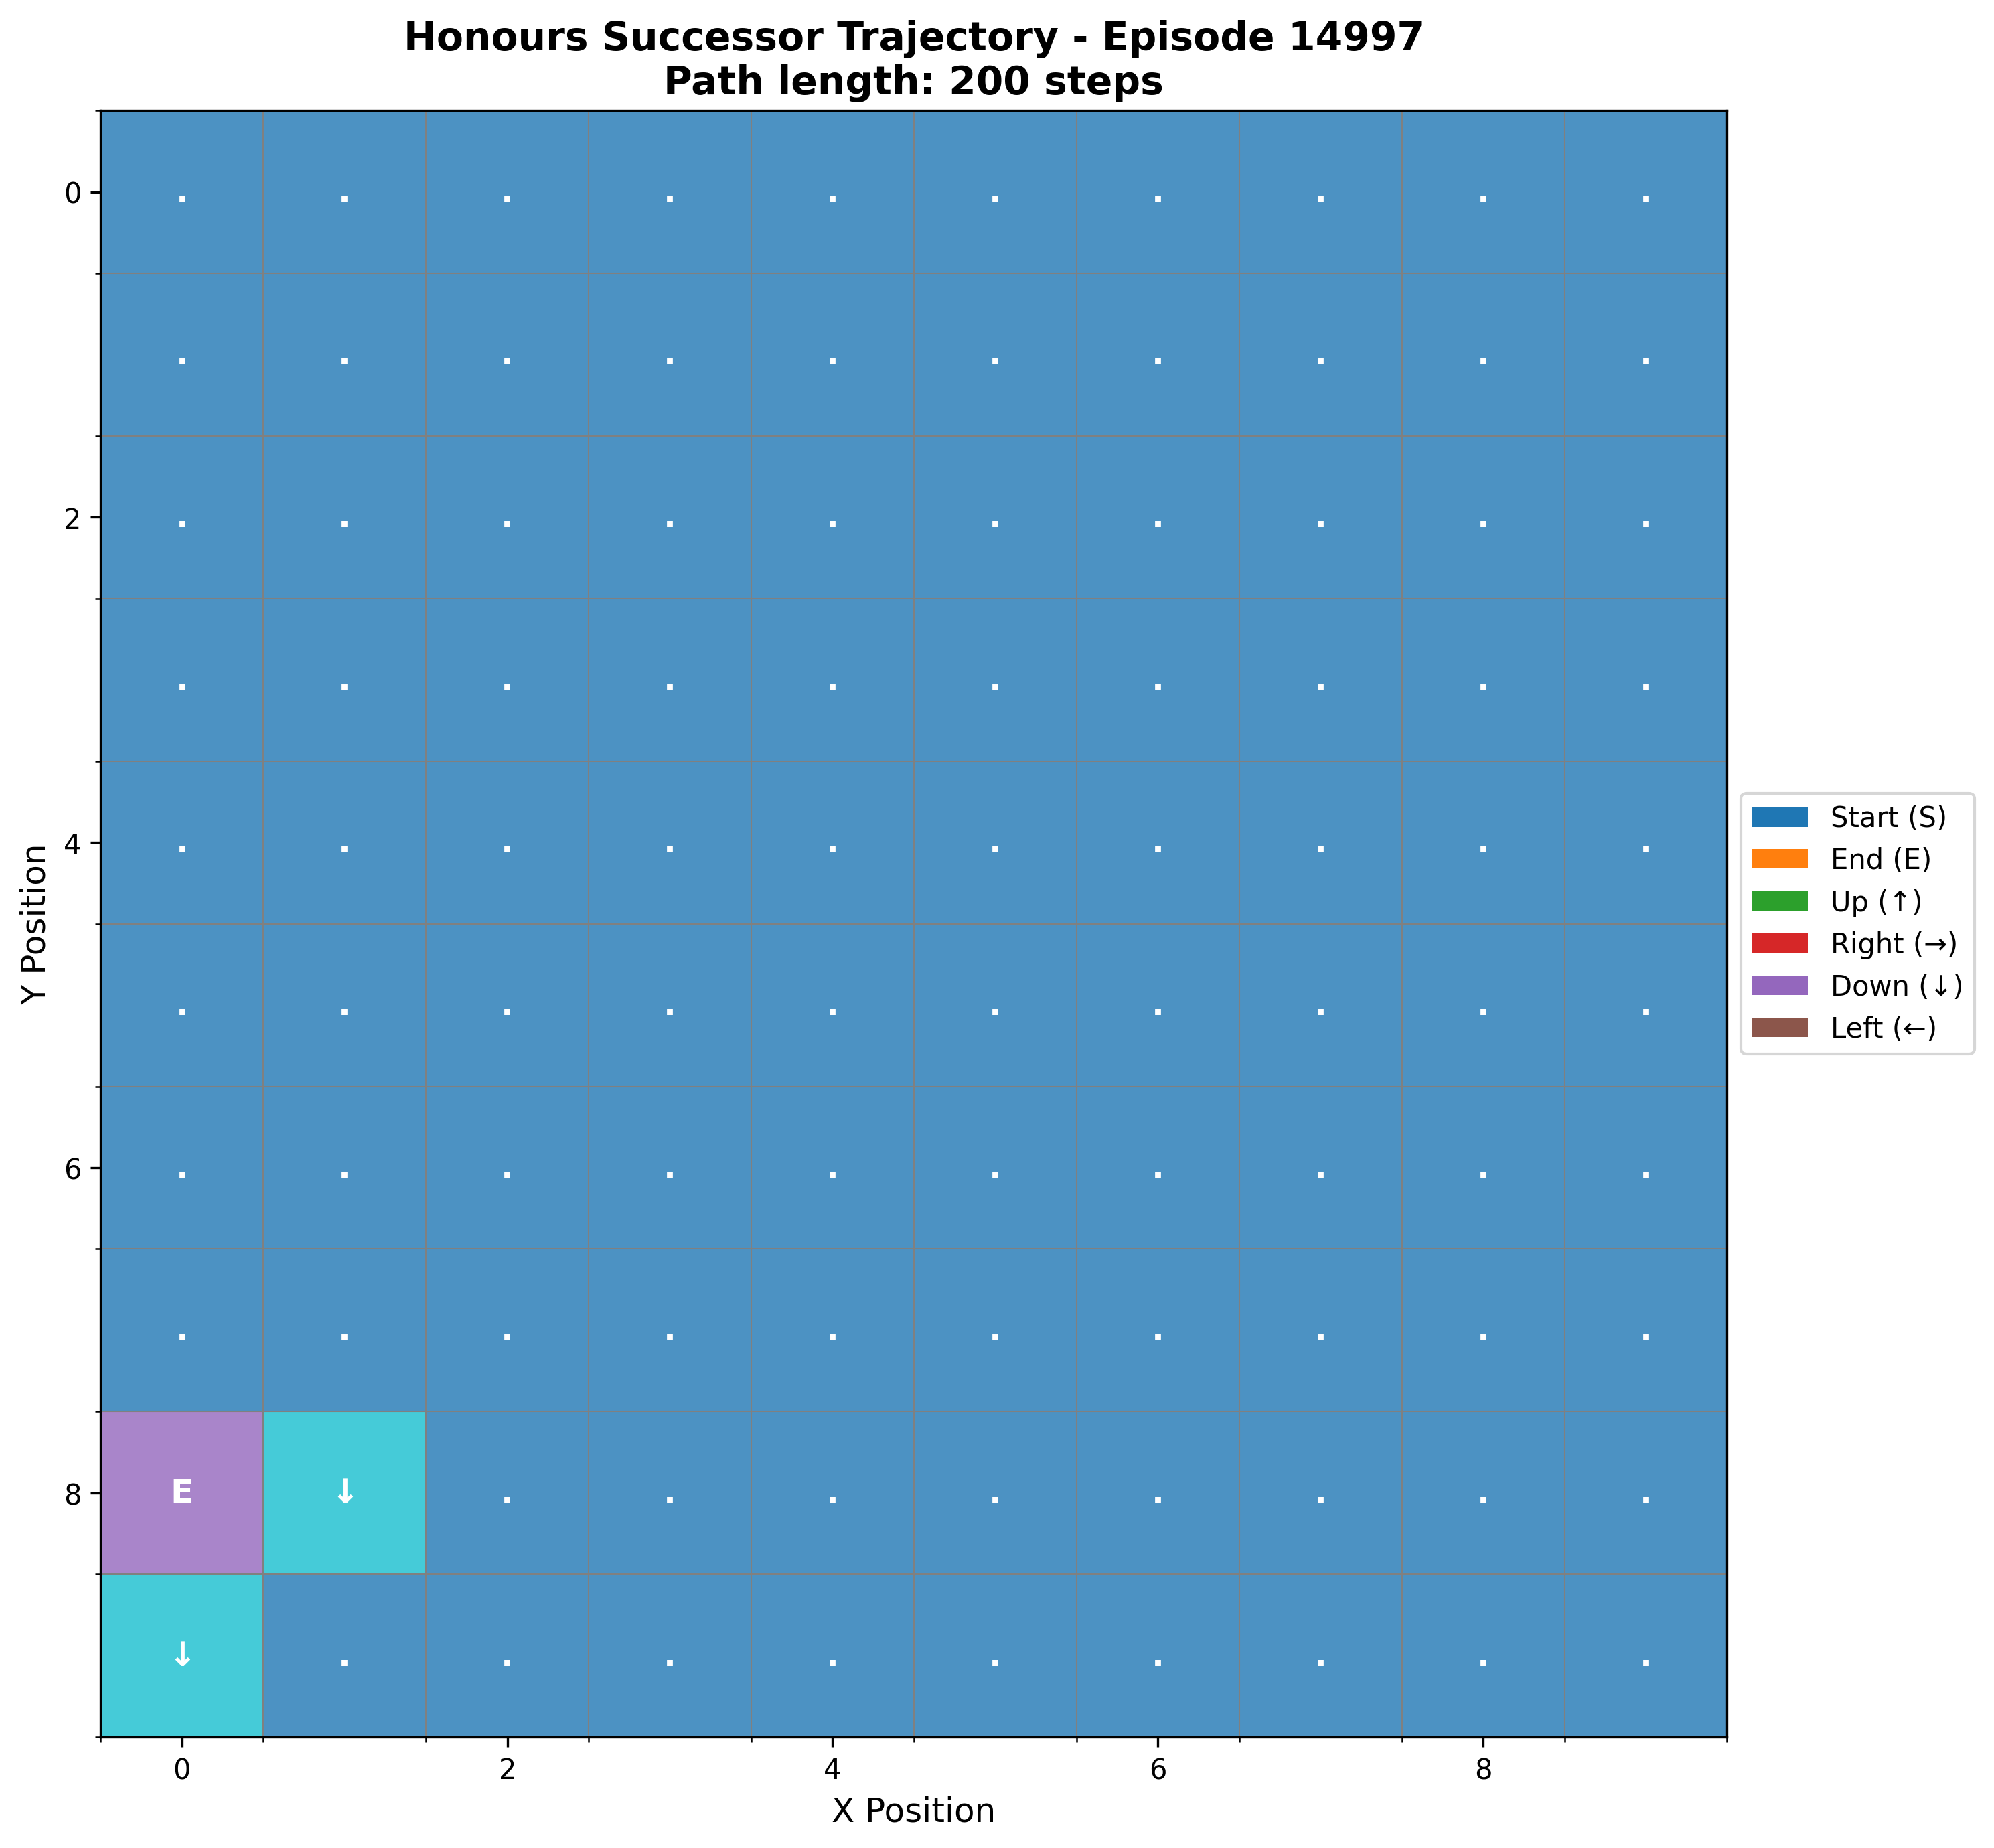 Honours Successor Trajectory - Episode 14997
Path length: 200 steps
0
2
4
6
8
Y Position
E ↓
↓
0 2 4 6 8
X Position
Start (S)
End (E)
Up (↑)
Right (→)
Down (↓)
Left (←)